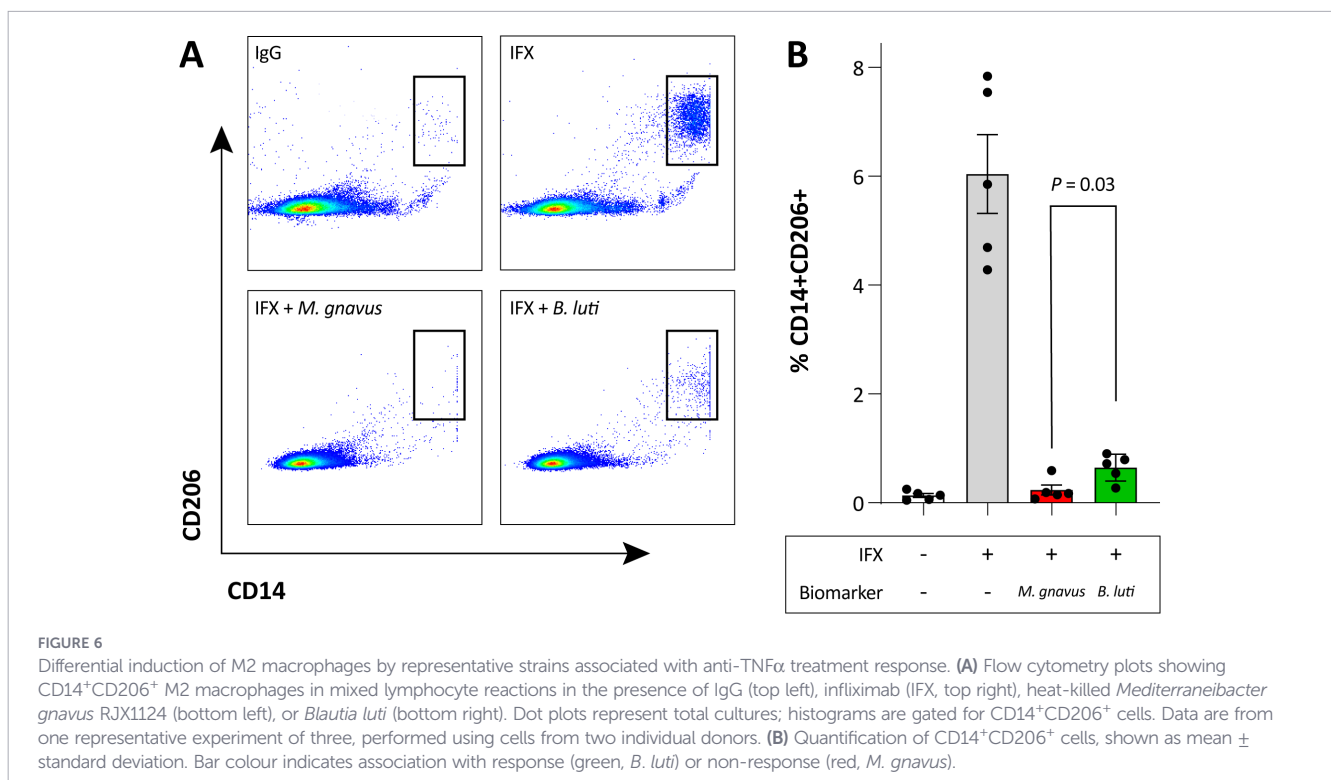 A
IgG
IFX
IFX + M. gnavus
IFX + B. luti
CD206
CD14
B
8
6
4
2
0
% CD14+CD206+
P = 0.03
IFX - + + +
Biomarker - - M. gnavus B. luti
FIGURE 6
Differential induction of M2 macrophages by representative strains associated with anti-TNFα treatment response. (A) Flow cytometry plots showing
CD14⁺CD206⁺ M2 macrophages in mixed lymphocyte reactions in the presence of IgG (top left), infliximab (IFX, top right), heat-killed Mediterraneibacter
gnavus RJX1124 (bottom left), or Blautia luti (bottom right). Dot plots represent total cultures; histograms are gated for CD14⁺CD206⁺ cells. Data are from
one representative experiment of three, performed using cells from two individual donors. (B) Quantification of CD14⁺CD206⁺ cells, shown as mean ±
standard deviation. Bar colour indicates association with response (green, B. luti) or non-response (red, M. gnavus).